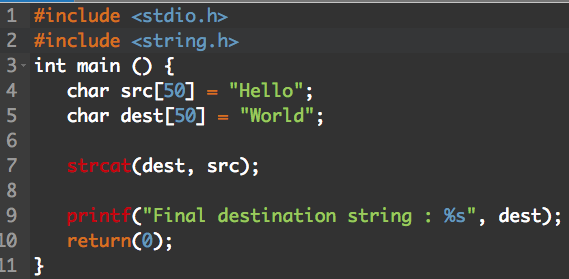 1 #include <stdio.h>
2 #include <string.h>
3 int main () {
4 char src[50] = "Hello";
5 char dest[50] = "World";
6
7 strcat(dest, src);
8
9 printf("Final destination string : %s", dest);
10 return(0);
11 }